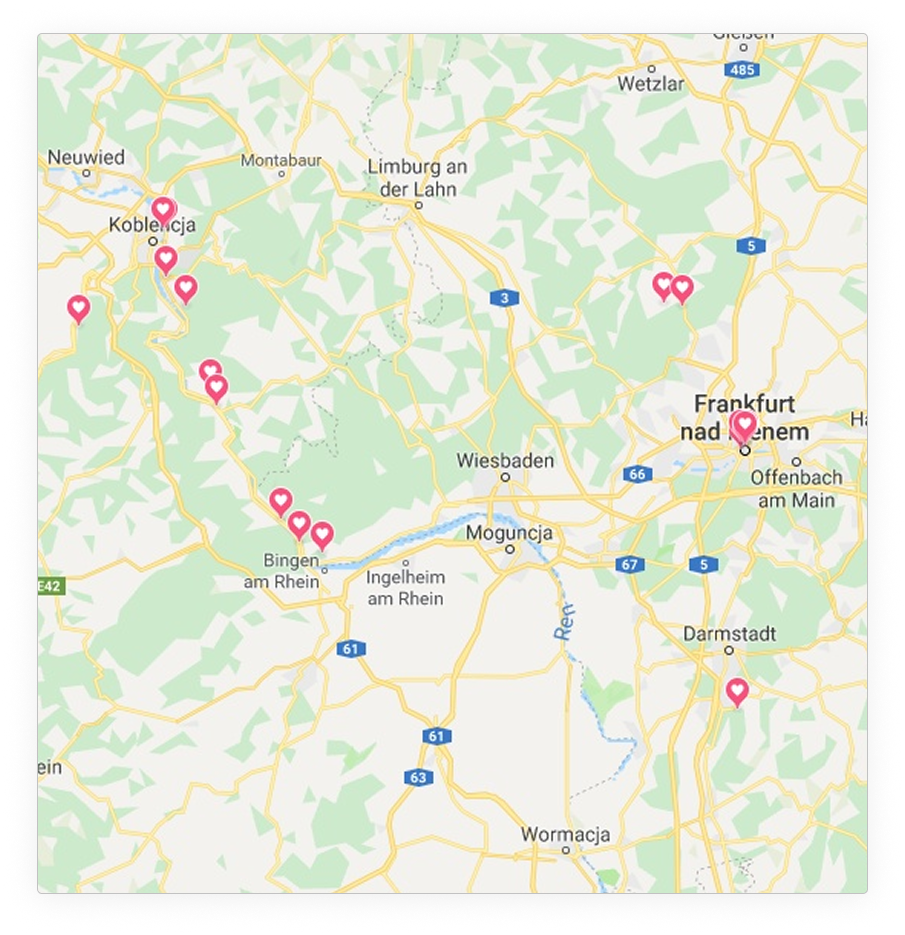 Gießen
485
Wetzlar
Neuwied
Montabaur
Limburg an
der Lahn
Koblencja
5
3
Frankfurt
nad Menem
Ha
Wiesbaden
66
Offenbach
am Main
Moguncja
Bingen
am Rhein
Ingelheim
am Rhein
67
5
E42
Ren
Darmstadt
61
61
ein
63
Wormacja